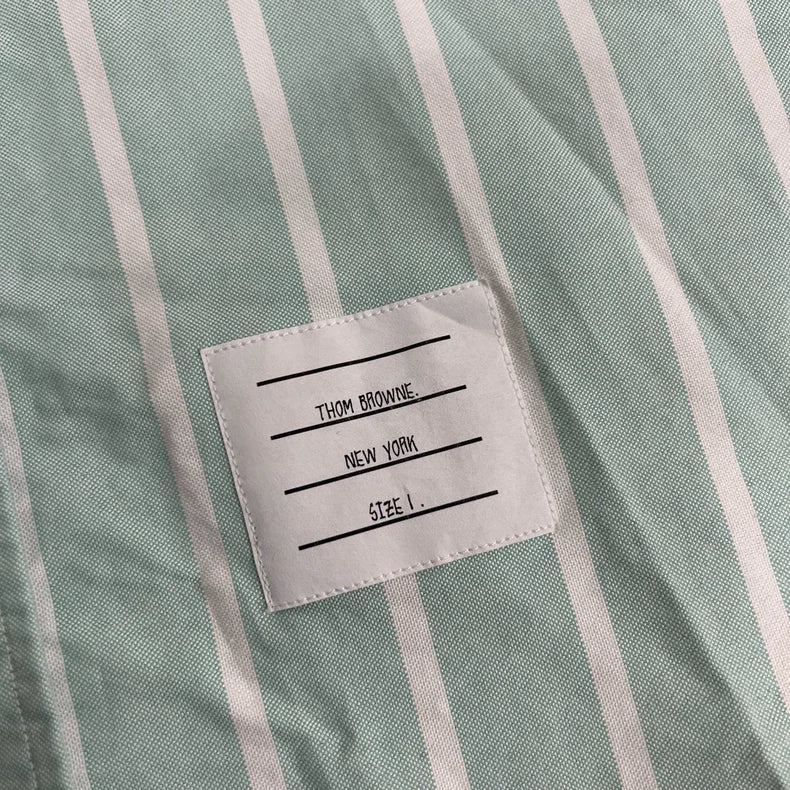 THOM BROWNE.
NEW YORK
SIZE 1.